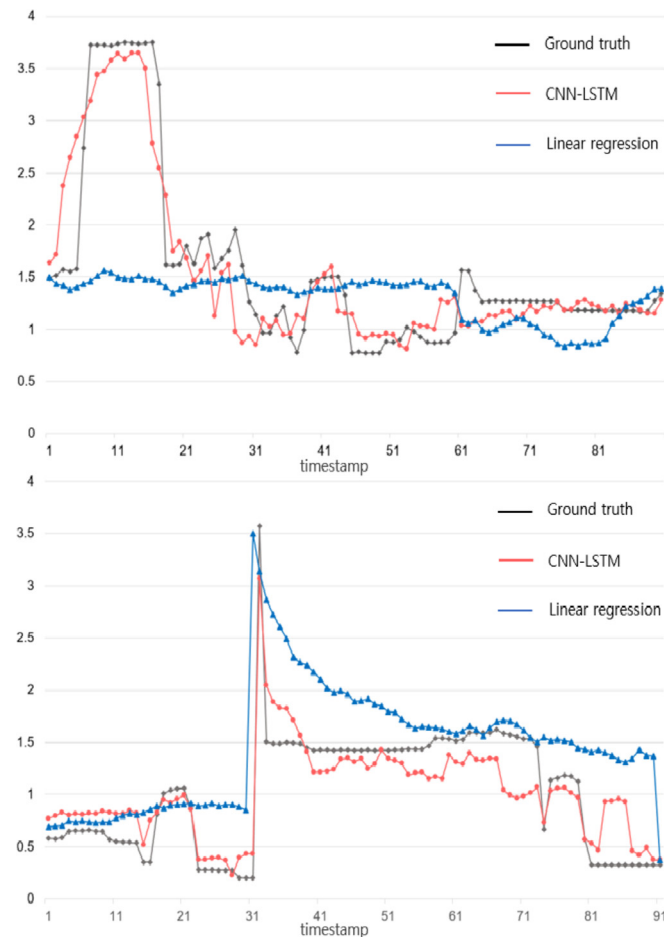 4
Ground truth
3.5
CNN-LSTM
3
Linear regression
2.5
2
1.5
1
0.5
0
1 11 21 31 41 51 61 71 81
timestamp
4
Ground truth
3.5
CNN-LSTM
3
Linear regression
2.5
2
1.5
1
0.5
0
1 11 21 31 41 51 61 71 81 91
timestamp